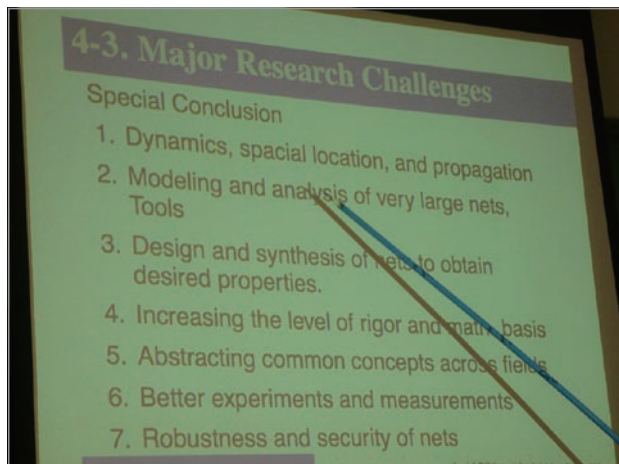 4-3. Major Research Challenges
Special Conclusion
1. Dynamics, spacial location, and propagation
2. Modeling and analysis of very large nets,
Tools
3. Design and synthesis of nets to obtain
desired properties.
4. Increasing the level of rigor and math basis
5. Abstracting common concepts across fields
6. Better experiments and measurements
7. Robustness and security of nets